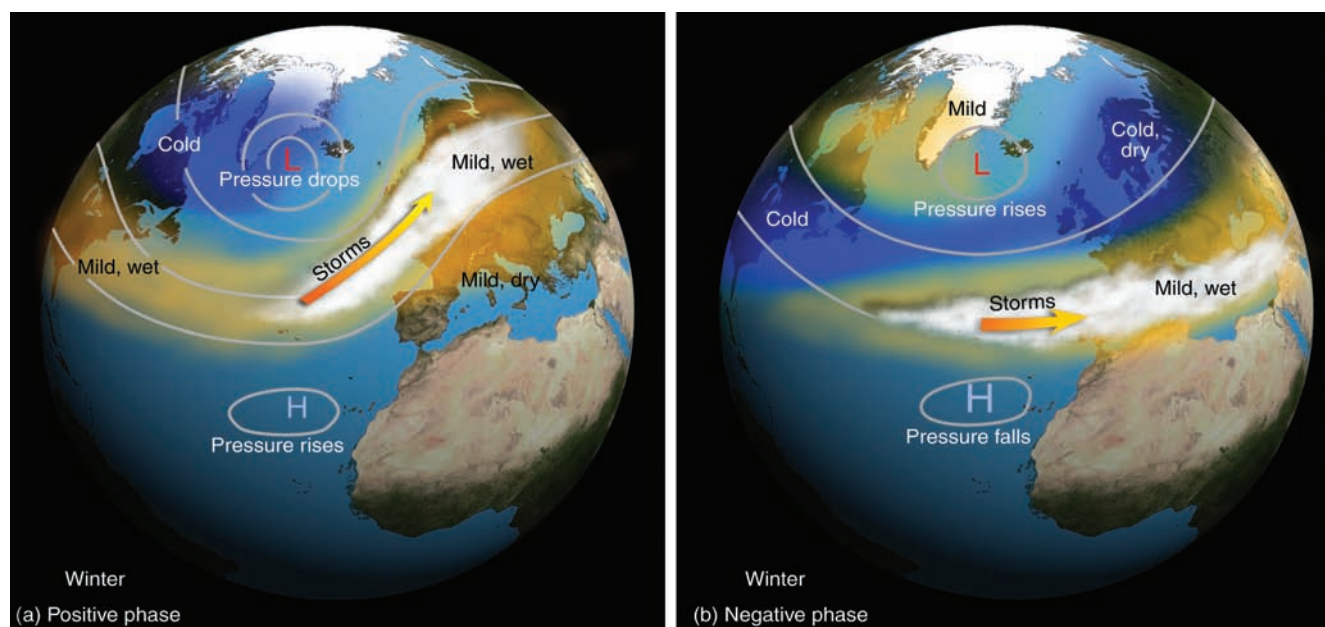 Cold
L
Pressure drops
Mild, wet
Storms
Mild, wet
Mild, dry
H
Pressure rises
Winter
(a) Positive phase
Mild
Cold,
dry
L
Pressure rises
Cold
Storms
Mild, wet
H
Pressure falls
Winter
(b) Negative phase